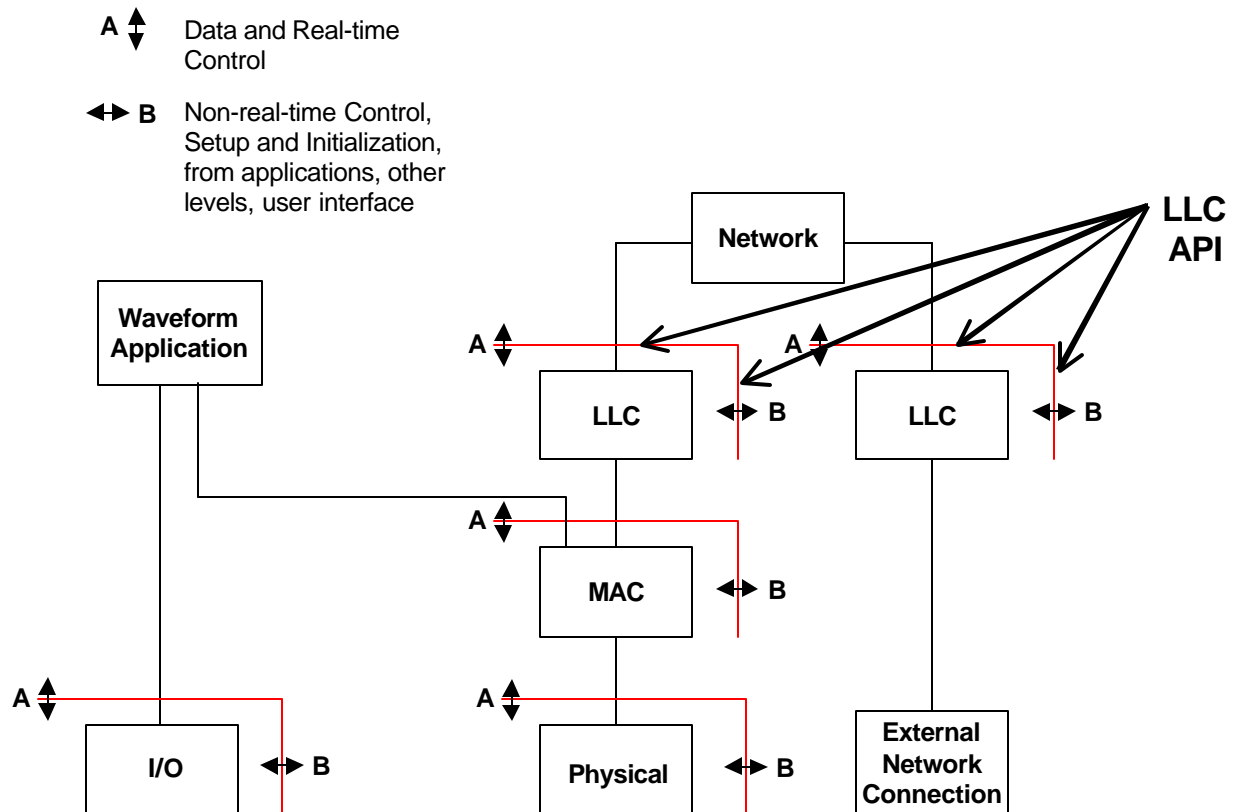 A
Data and Real-time
Control
B
Non-real-time Control,
Setup and Initialization,
from applications, other
levels, user interface
Network
LLC
API
Waveform
Application
A
A
LLC
B
LLC
B
A
MAC
B
A
I/O
B
A
Physical
B
External
Network
Connection